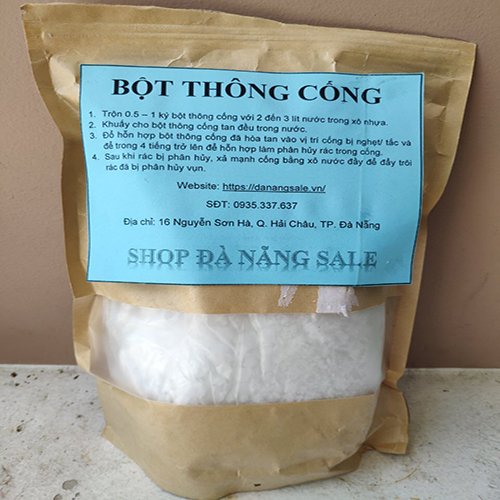 BỘT THÔNG CỐNG
1. Trộn 0.5 – 1 ký bột thông cống với 2 đến 3 lít nước trong xô nhựa.
2. Khuấy cho bột thông cống tan đều trong nước.
3. Để hỗn hợp bột thông cống đã hòa tan vào vị trí cống bị nghẹt/ tắc và
để trong 4 tiếng trở lên để hỗn hợp làm phân hủy rác trong cống.
4. Sau khi rác bị phân hủy, xả mạnh cống bằng xô nước đầy để đẩy trôi
rác đã bị phân hủy vụn.
Website: https://danangsale.vn/
SĐT: 0935.337.637
Địa chỉ: 16 Nguyễn Sơn Hà, Q. Hải Châu, TP. Đà Nẵng
SHOP ĐÀ NẴNG SALE